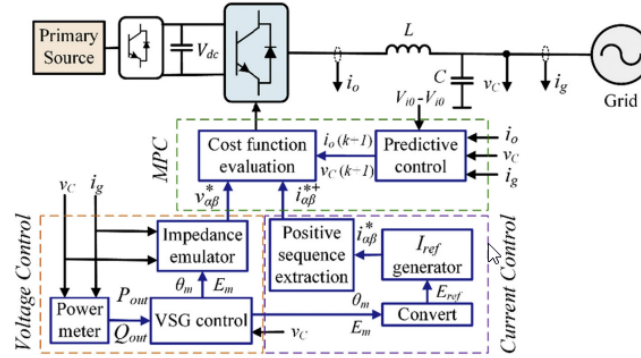 Primary
Source
V_dc
L
C
i_o
v_C
i_g
Grid
V_i0-V_i0
MPC
Cost function
evaluation
i_o(k+1)
v_C(k+1)
Predictive
control
i_o
v_C
i_g
v_C
i_g
v*_αβ
i*+_αβ
Voltage Control
Impedance
emulator
Positive
sequence
extraction
i*_αβ
I_ref
generator
Current Control
θ_m
E_m
E_ref
Power
meter
P_out
Q_out
VSG control
v_C
θ_m
E_m
Convert